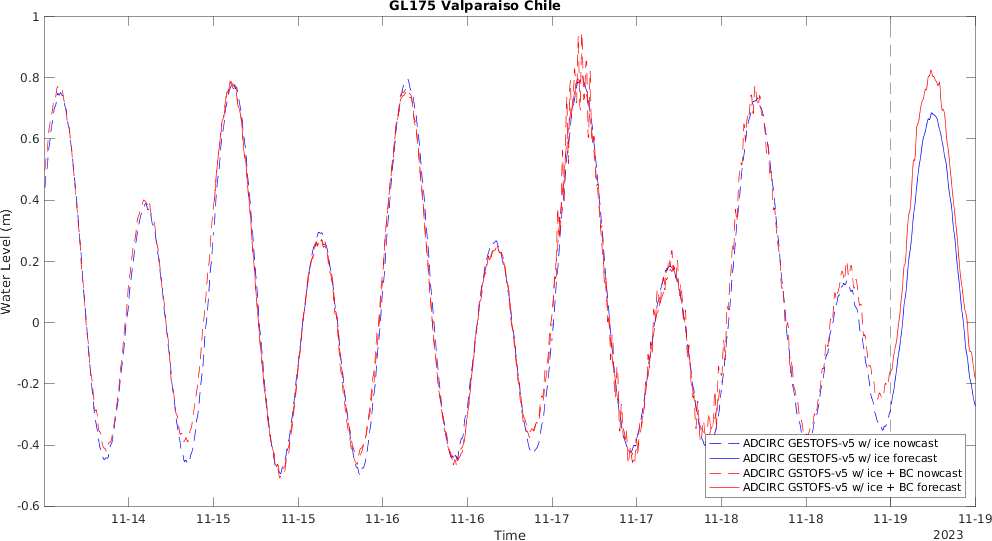 GL175 Valparaiso Chile
1
0.8
0.6
0.4
0.2
0
-0.2
-0.4
-0.6
Water Level (m)
11-14 11-15 11-15 11-16 11-16 11-17 11-17 11-18 11-18 11-19 11-19
Time
2023
ADCIRC GESTOFS-v5 w/ ice nowcast
ADCIRC GESTOFS-v5 w/ ice forecast
ADCIRC GSTOFS-v5 w/ ice + BC nowcast
ADCIRC GSTOFS-v5 w/ ice + BC forecast